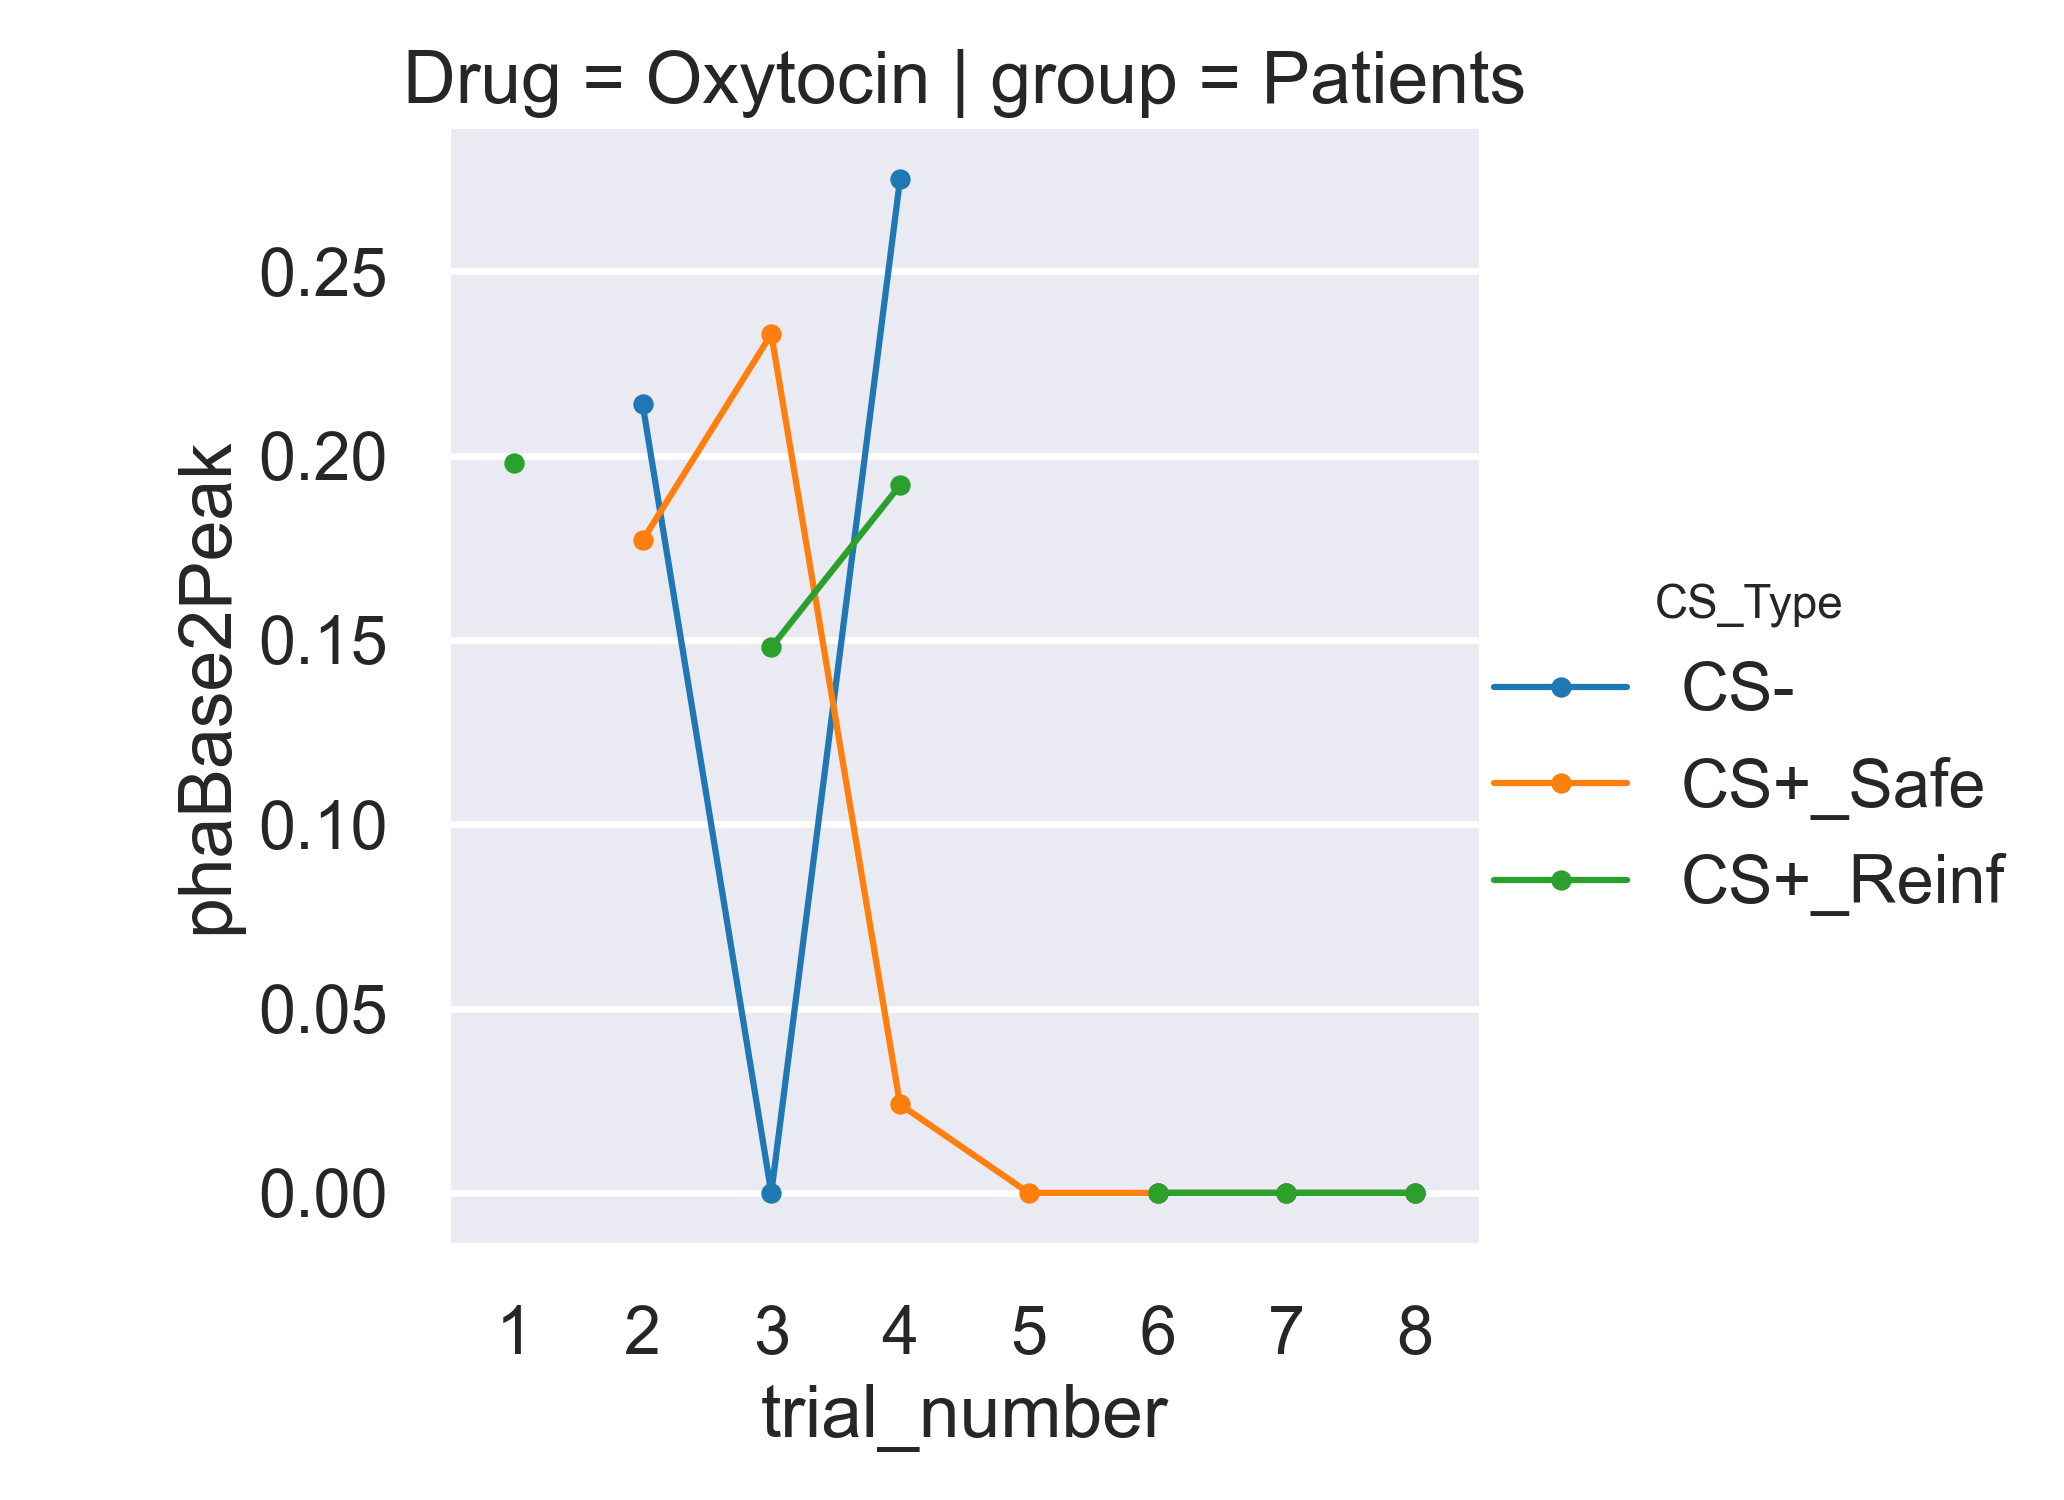 Drug = Oxytocin | group = Patients
phaBase2Peak
0.25
0.20
0.15
0.10
0.05
0.00
1 2 3 4 5 6 7 8
trial_number
CS_Type
CS-
CS+_Safe
CS+_Reinf